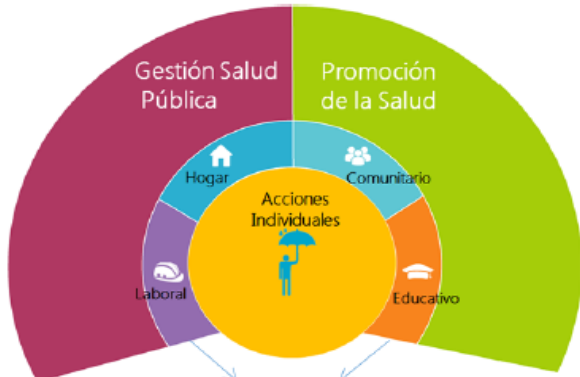 Gestión Salud
Pública
Promoción
de la Salud
Hogar
Comunitario
Acciones
Individuales
Laboral
Educativo